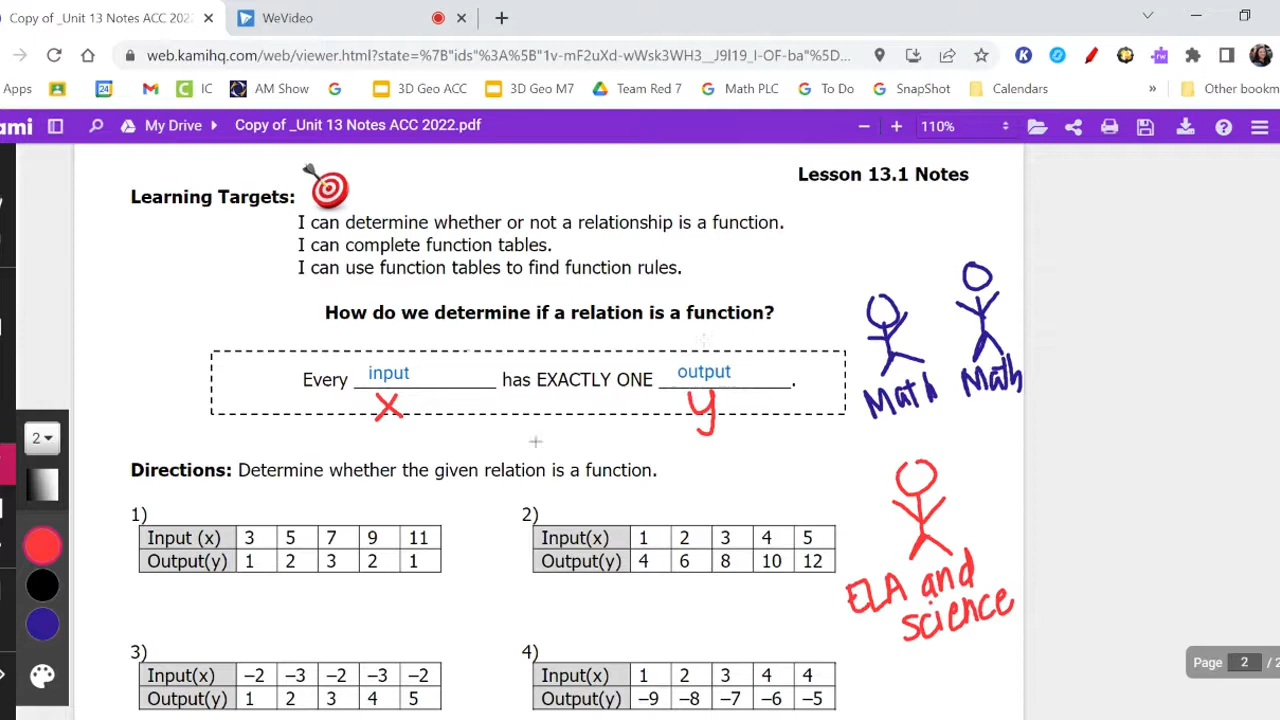 Copy of _Unit 13 Notes ACC 202
WeVideo
web.kamihq.com/web/viewer.html?state=%7B"ids"%3A%5B"1v-mF2uXd-wWsk3WH3__J9I19_I-OF-ba"%5D...
Apps 24 IC AM Show 3D Geo ACC 3D Geo M7 Team Red 7 Math PLC To Do SnapShot Calendars » Other bookm
ami My Drive Copy of _Unit 13 Notes ACC 2022.pdf 110%
Lesson 13.1 Notes
Learning Targets:
I can determine whether or not a relationship is a function.
I can complete function tables.
I can use function tables to find function rules.
How do we determine if a relation is a function?
Every input has EXACTLY ONE output.
x y
Math Math
2
Directions: Determine whether the given relation is a function.
ELA and
science
1) 2)
Input (x) 3 5 7 9 11 Input(x) 1 2 3 4 5
Output(y) 1 2 3 2 1 Output(y) 4 6 8 10 12
3) 4)
Input(x) –2 –3 –2 –3 –2 Input(x) 1 2 3 4 4
Output(y) 1 2 3 4 5 Output(y) –9 –8 –7 –6 –5
Page 2 / 2